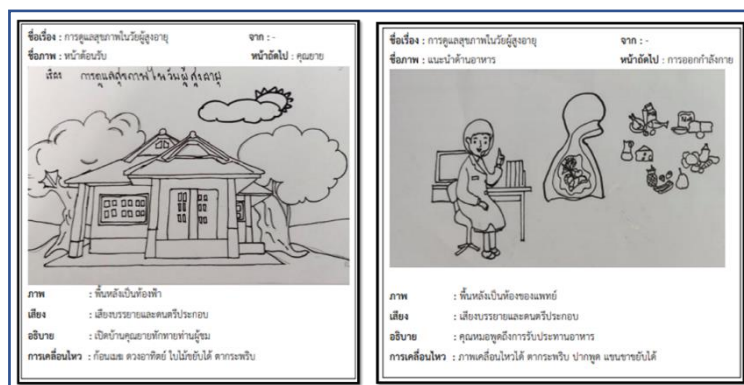 ชื่อเรื่อง : การดูแลสุขภาพในวัยผู้สูงอายุ จาก : -
ชื่อภาพ : หน้าต้อนรับ หน้าถัดไป : คุณยาย
เรื่อง การดูแลสุขภาพในวัยผู้สูงอายุ
ภาพ : พื้นหลังเป็นท้องฟ้า
เสียง : เสียงบรรยายและดนตรีประกอบ
อธิบาย : เปิดบ้านคุณยายทักทายท่านผู้ชม
การเคลื่อนไหว : ก้อนเมฆ ดวงอาทิตย์ ใบไม้ขยับได้ ตากระพริบ
ชื่อเรื่อง : การดูแลสุขภาพในวัยผู้สูงอายุ จาก : -
ชื่อภาพ : แนะนำด้านอาหาร หน้าถัดไป : การออกกำลังกาย
ภาพ : พื้นหลังเป็นห้องของแพทย์
เสียง : เสียงบรรยายและดนตรีประกอบ
อธิบาย : คุณหมอพูดถึงการรับประทานอาหาร
การเคลื่อนไหว : ภาพเคลื่อนไหวได้ ตากระพริบ ปากพูด แขนขาขยับได้